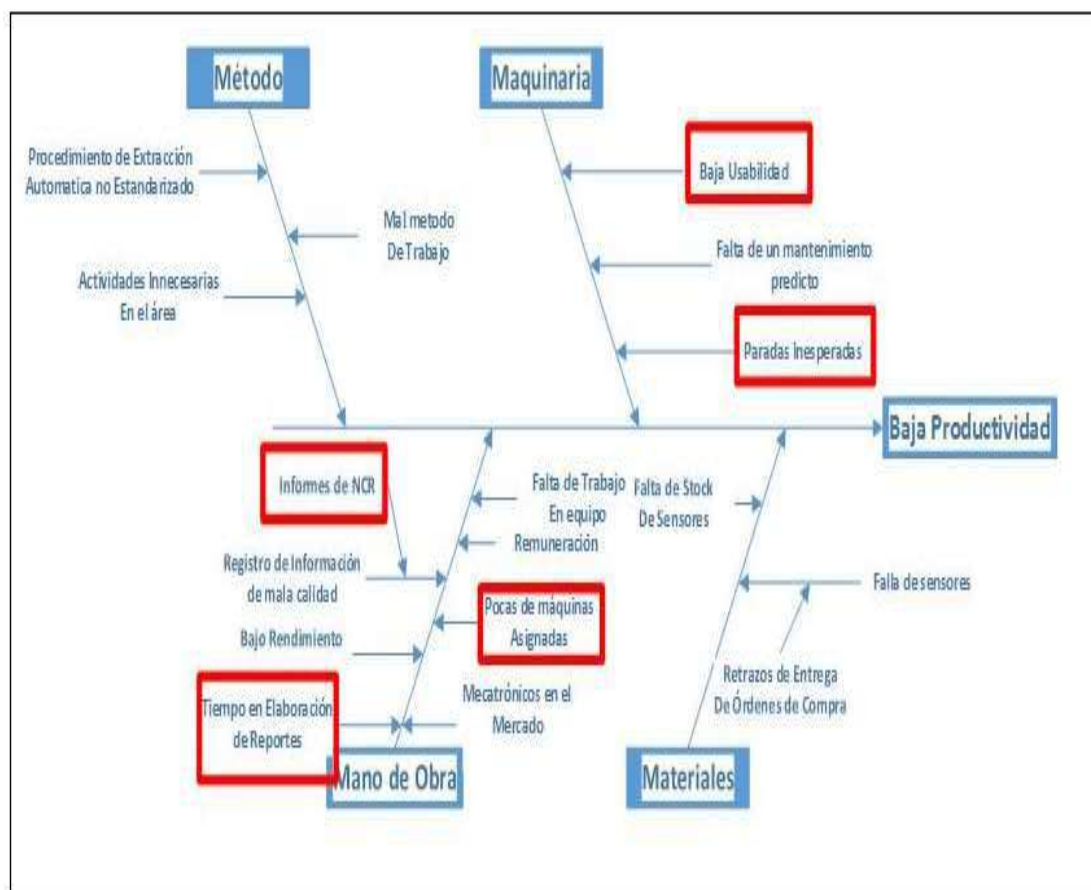 Método
Maquinaria
Procedimiento de Extracción
Automatica no Estandarizado
Baja Usabilidad
Mal metodo
De Trabajo
Falta de un mantenimiento
predicto
Actividades Innecesarias
En el área
Paradas Inesperadas
Baja Productividad
Informes de NCR
Falta de Trabajo
En equipo
Falta de Stock
De Sensores
Remuneración
Registro de Información
de mala calidad
Falla de sensores
Pocas de máquinas
Asignadas
Bajo Rendimiento
Retrazos de Entrega
De Órdenes de Compra
Tiempo en Elaboración
de Reportes
Mecatrónicos en el
Mercado
Mano de Obra
Materiales